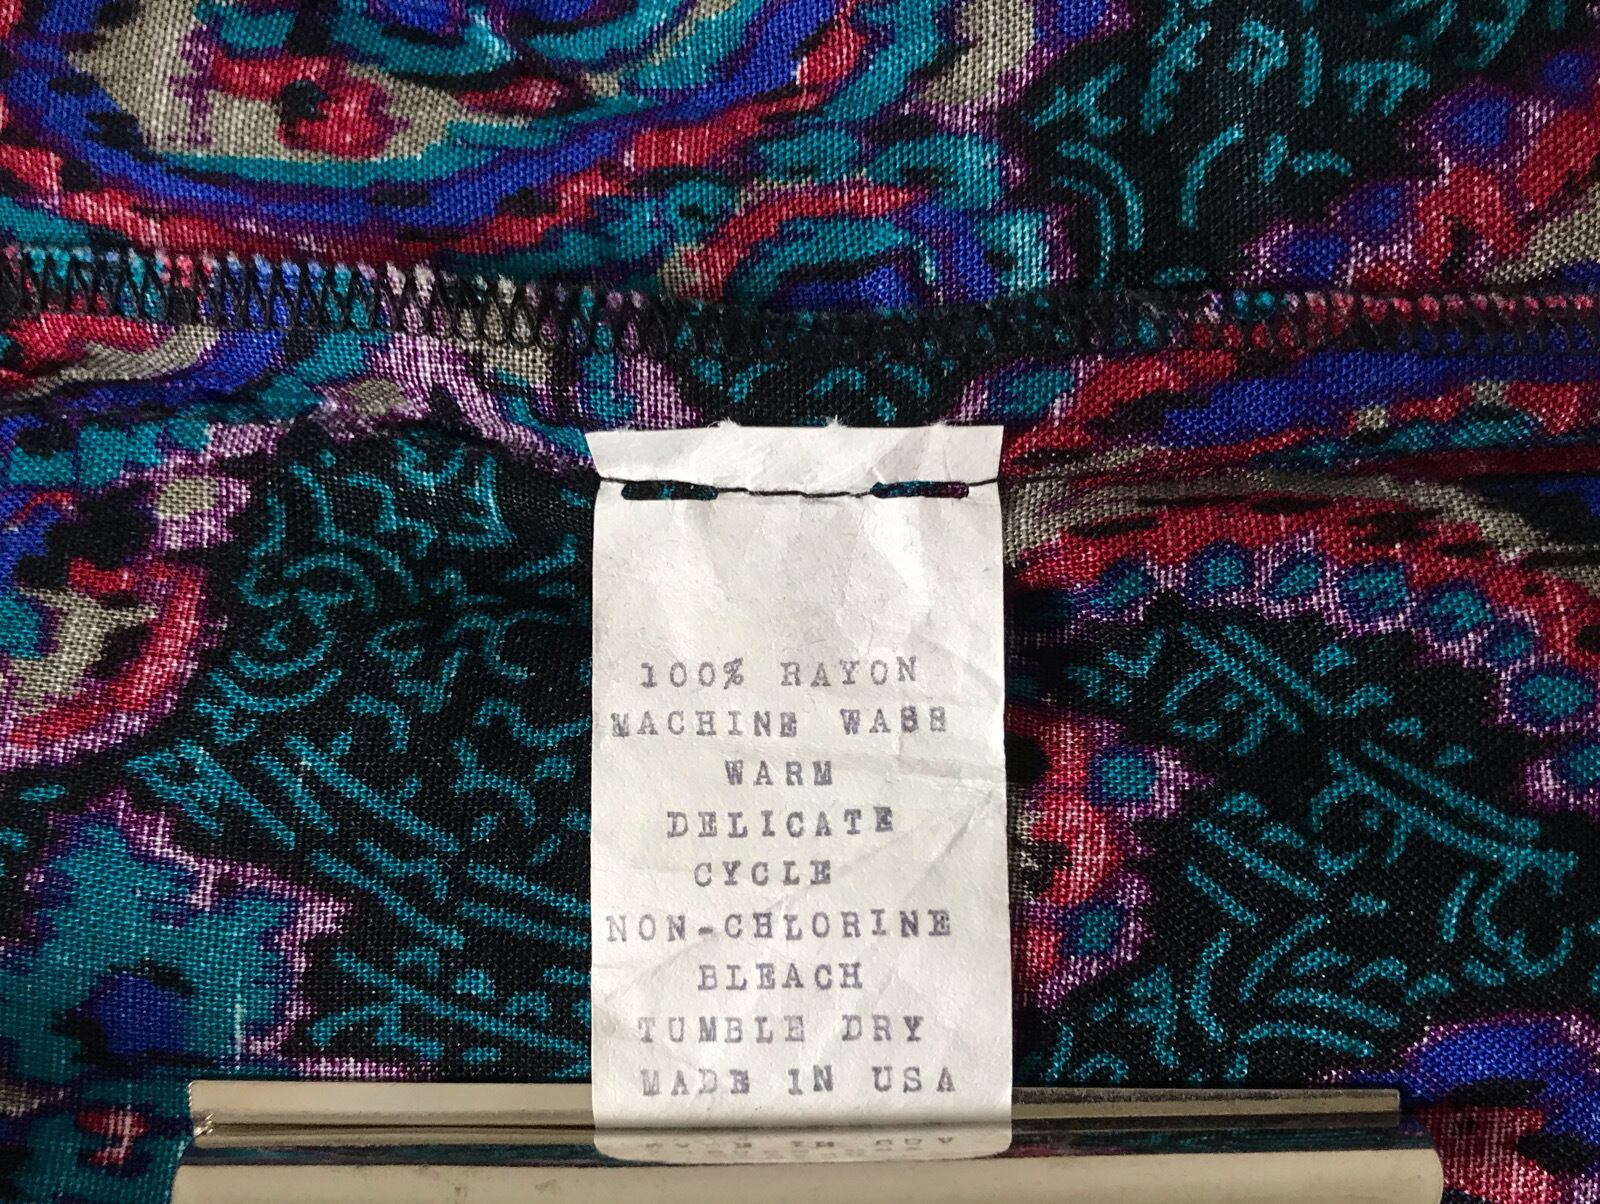 100% RAYON
MACHINE WASH
WARM
DELICATE
CYCLE
NON-CHLORINE
BLEACH
TUMBLE DRY
MADE IN USA